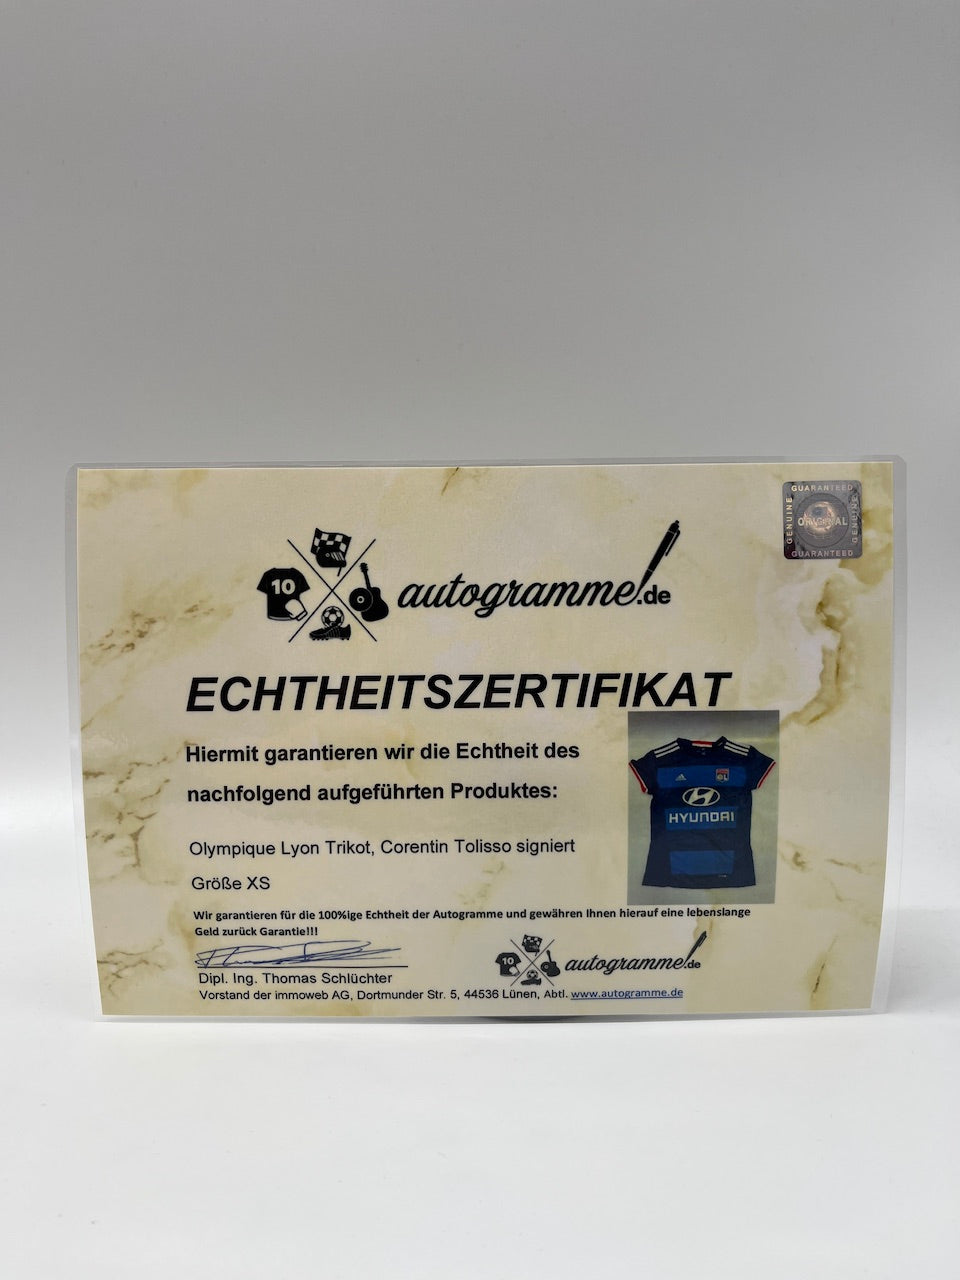 GUARANTEED
GENUINE ORIGINAL GENUINE
GUARANTEED
10
autogramme.de
ECHTHEITSZERTIFIKAT
Hiermit garantieren wir die Echtheit des
nachfolgend aufgeführten Produktes:
adidas OL
HYUNDAI
Olympique Lyon Trikot, Corentin Tolisso signiert
Größe XS
Wir garantieren für die 100%ige Echtheit der Autogramme und gewähren Ihnen hierauf eine lebenslange
Geld zurück Garantie!!!
10
autogramme.de
Dipl. Ing. Thomas Schlüchter
Vorstand der immoweb AG, Dortmunder Str. 5, 44536 Lünen, Abtl. www.autogramme.de